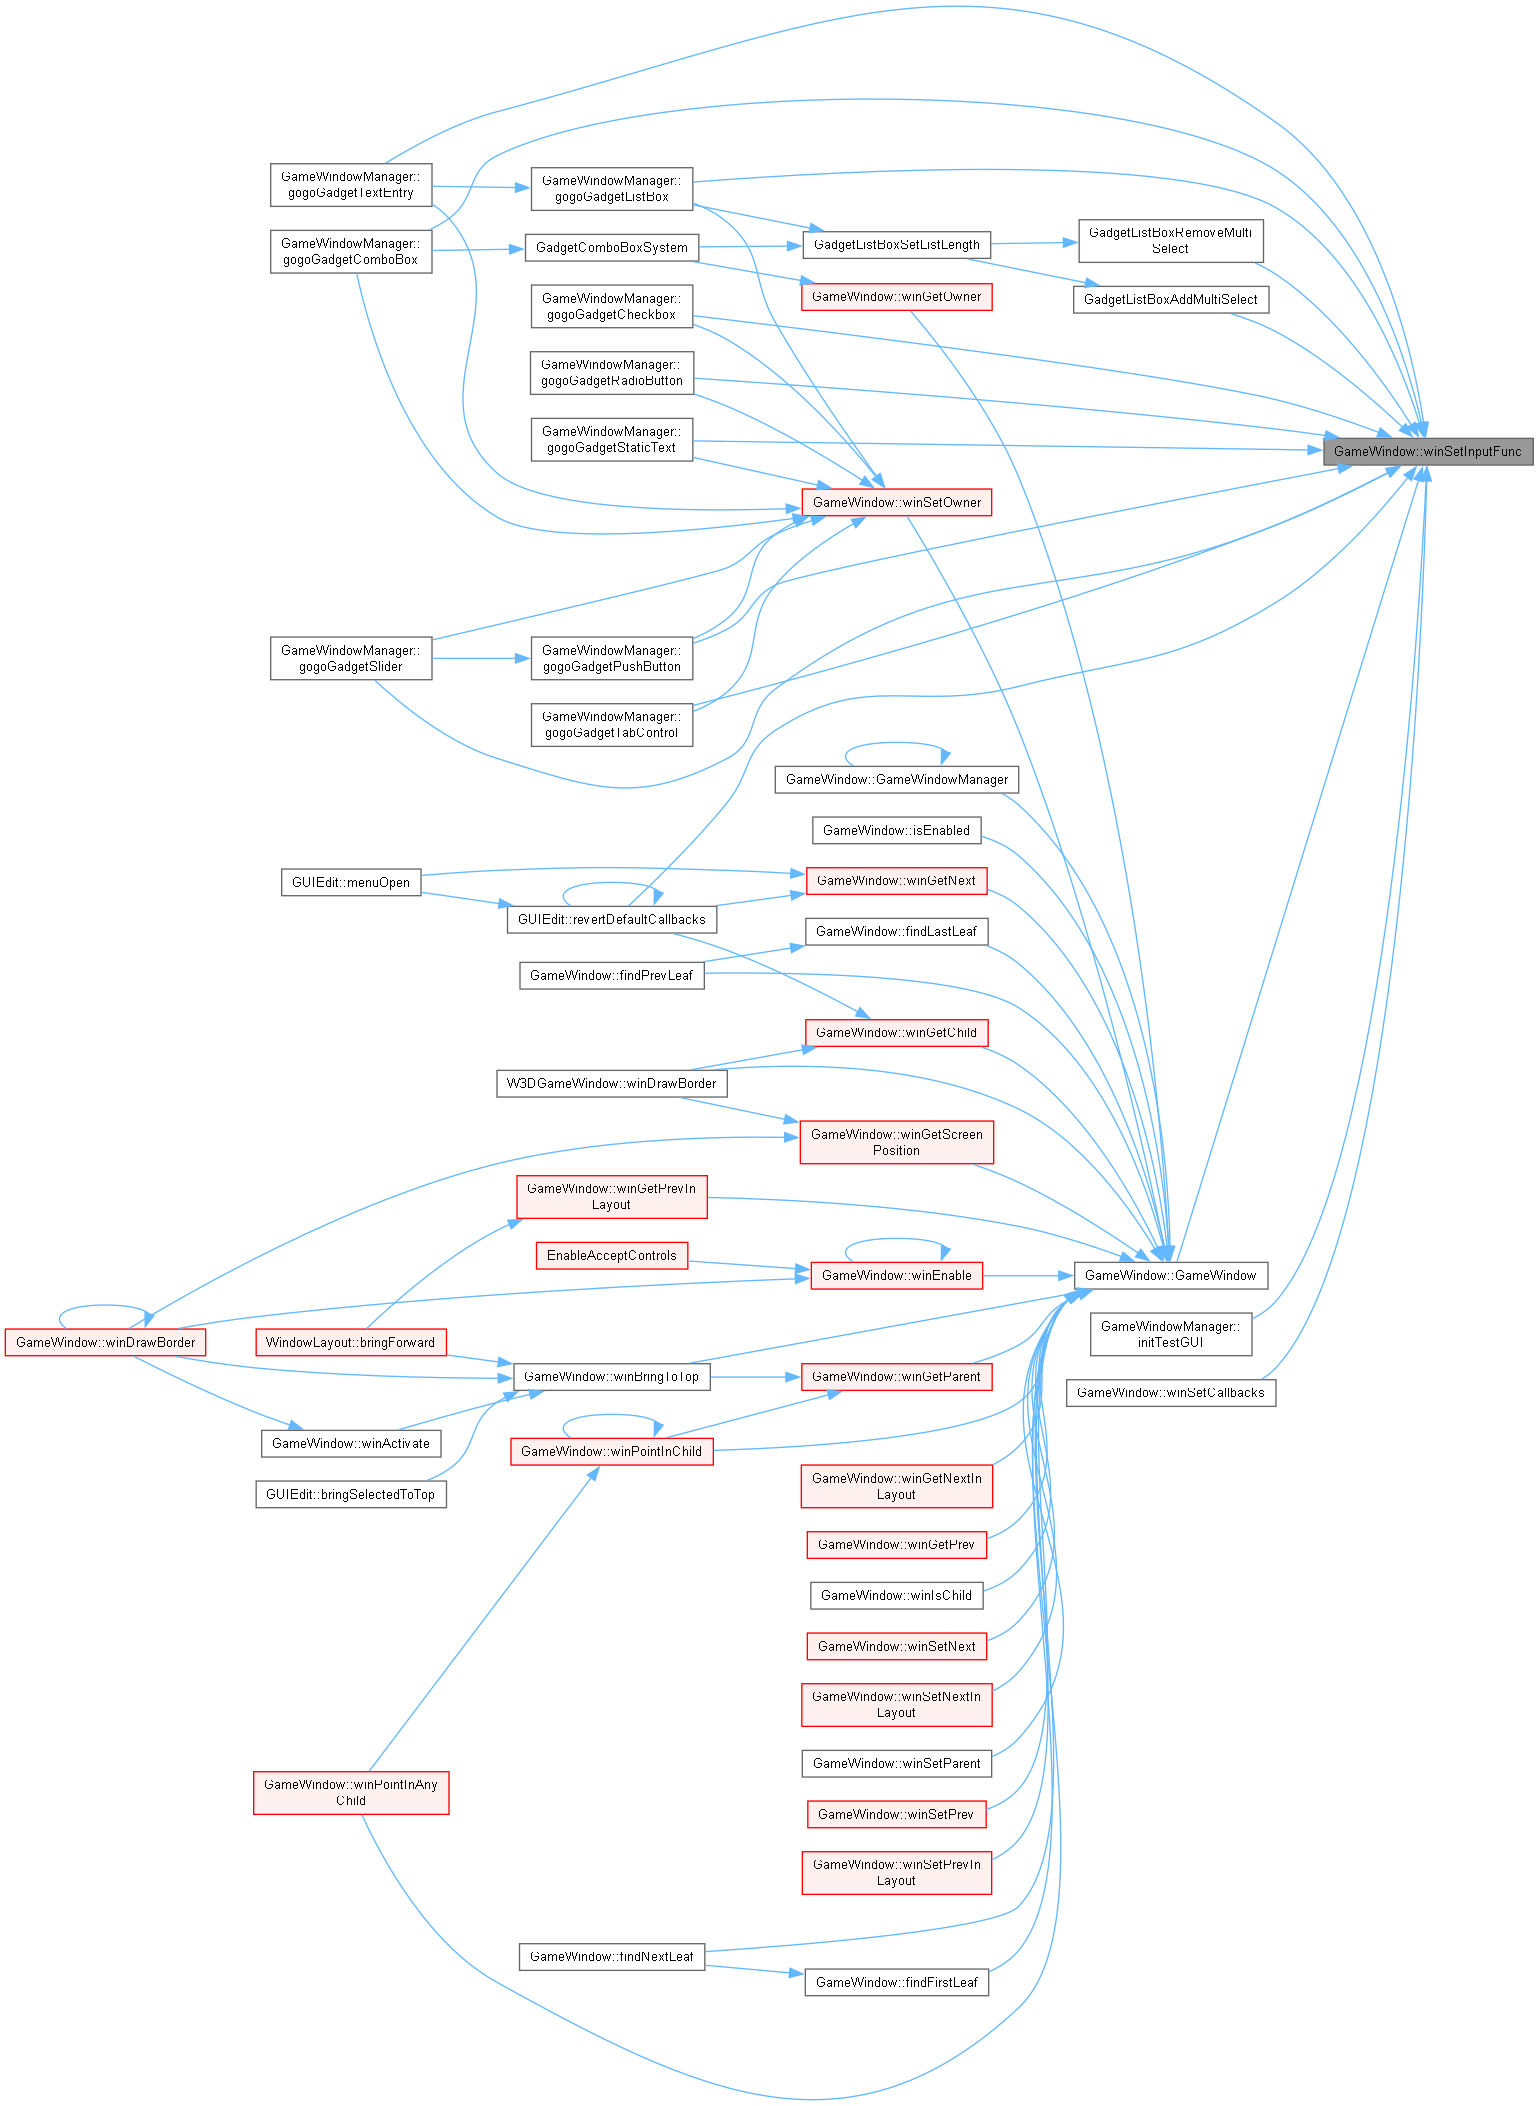 GameWindowManager::
gogoGadgetTextEntry
GameWindowManager::
gogoGadgetListBox
GameWindowManager::
gogoGadgetComboBox
GadgetComboBoxSystem
GadgetListBoxSetListLength
GadgetListBoxRemoveMulti
Select
GameWindow::winGetOwner
GadgetListBoxAddMultiSelect
GameWindowManager::
gogoGadgetCheckbox
GameWindowManager::
gogoGadgetRadioButton
GameWindowManager::
gogoGadgetStaticText
GameWindow::winSetInputFunc
GameWindow::winSetOwner
GameWindowManager::
gogoGadgetSlider
GameWindowManager::
gogoGadgetPushButton
GameWindowManager::
gogoGadgetTabControl
GameWindow::GameWindowManager
GameWindow::isEnabled
GUIEdit::menuOpen
GameWindow::winGetNext
GUIEdit::revertDefaultCallbacks
GameWindow::findLastLeaf
GameWindow::findPrevLeaf
GameWindow::winGetChild
W3DGameWindow::winDrawBorder
GameWindow::winGetScreen
Position
GameWindow::winGetPrevIn
Layout
EnableAcceptControls
GameWindow::winEnable
GameWindow::GameWindow
GameWindowManager::
initTestGUI
GameWindow::winDrawBorder
WindowLayout::bringForward
GameWindow::winBringToTop
GameWindow::winGetParent
GameWindow::winSetCallbacks
GameWindow::winActivate
GameWindow::winPointInChild
GUIEdit::bringSelectedToTop
GameWindow::winGetNextIn
Layout
GameWindow::winGetPrev
GameWindow::winIsChild
GameWindow::winSetNext
GameWindow::winSetNextIn
Layout
GameWindow::winSetParent
GameWindow::winPointInAny
Child
GameWindow::winSetPrev
GameWindow::winSetPrevIn
Layout
GameWindow::findNextLeaf
GameWindow::findFirstLeaf